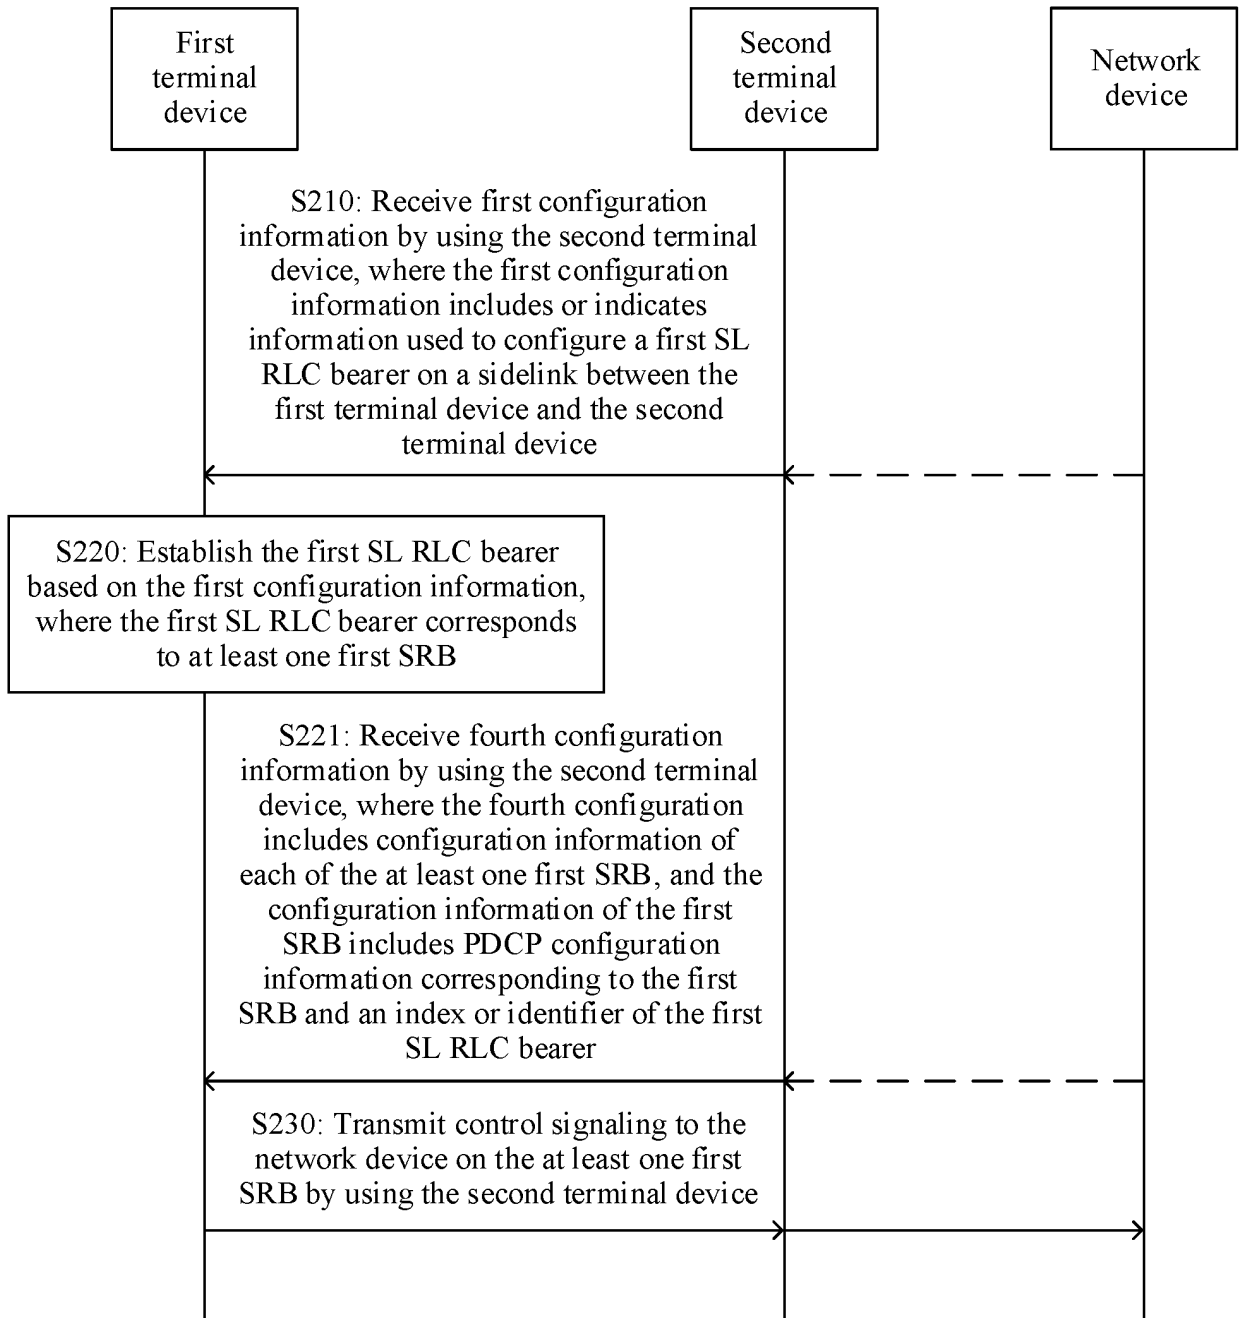 First
terminal
device
Second
terminal
device
Network
device
S210: Receive first configuration
information by using the second terminal
device, where the first configuration
information includes or indicates
information used to configure a first SL
RLC bearer on a sidelink between the
first terminal device and the second
terminal device
S220: Establish the first SL RLC bearer
based on the first configuration information,
where the first SL RLC bearer corresponds
to at least one first SRB
S221: Receive fourth configuration
information by using the second terminal
device, where the fourth configuration
includes configuration information of
each of the at least one first SRB, and the
configuration information of the first
SRB includes PDCP configuration
information corresponding to the first
SRB and an index or identifier of the first
SL RLC bearer
S230: Transmit control signaling to the
network device on the at least one first
SRB by using the second terminal device